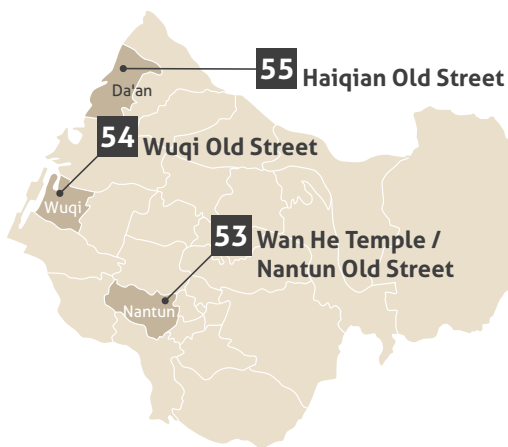 55 Haiqian Old Street
Da'an
54 Wuqi Old Street
Wuqi
53 Wan He Temple /
Nantun Old Street
Nantun